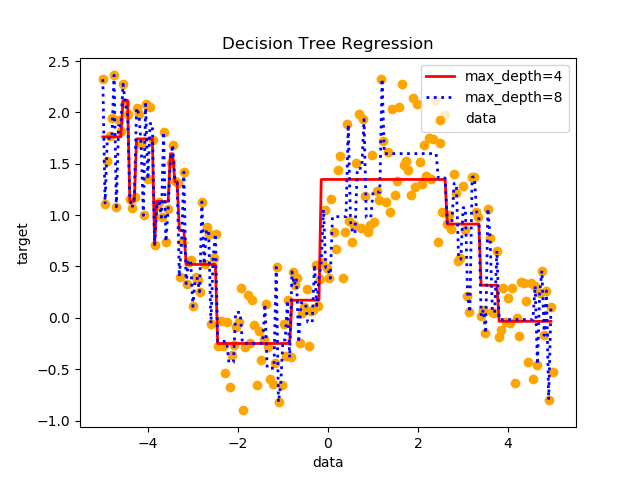 Decision Tree Regression
max_depth=4
max_depth=8
data
target
2.5
2.0
1.5
1.0
0.5
0.0
−0.5
−1.0
−4
−2
0
2
4
data